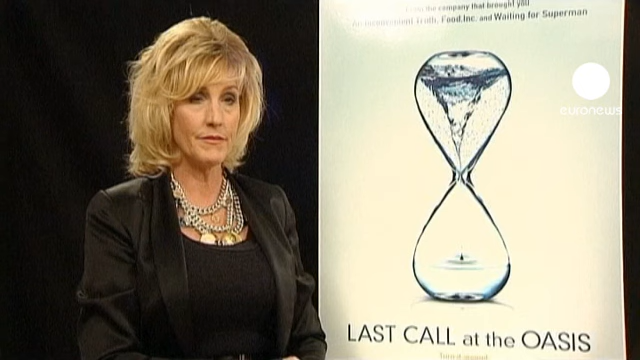 From the company that brought you
An Inconvenient Truth, Food,Inc. and Waiting for Superman
euronews
LAST CALL at the OASIS